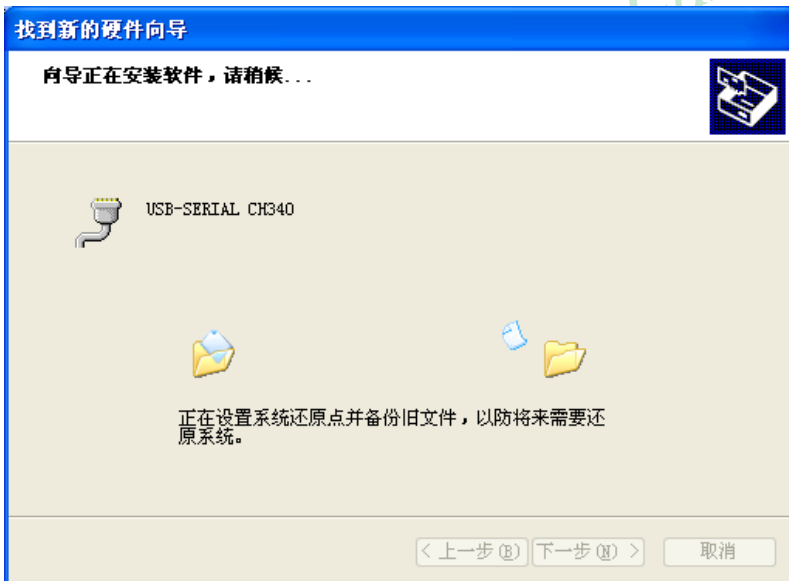 找到新的硬件向导
向导正在安装软件，请稍候...
USB-SERIAL CH340
正在设置系统还原点并备份旧文件，以防将来需要还
原系统。
< 上一步(B) 下一步(N) > 取消